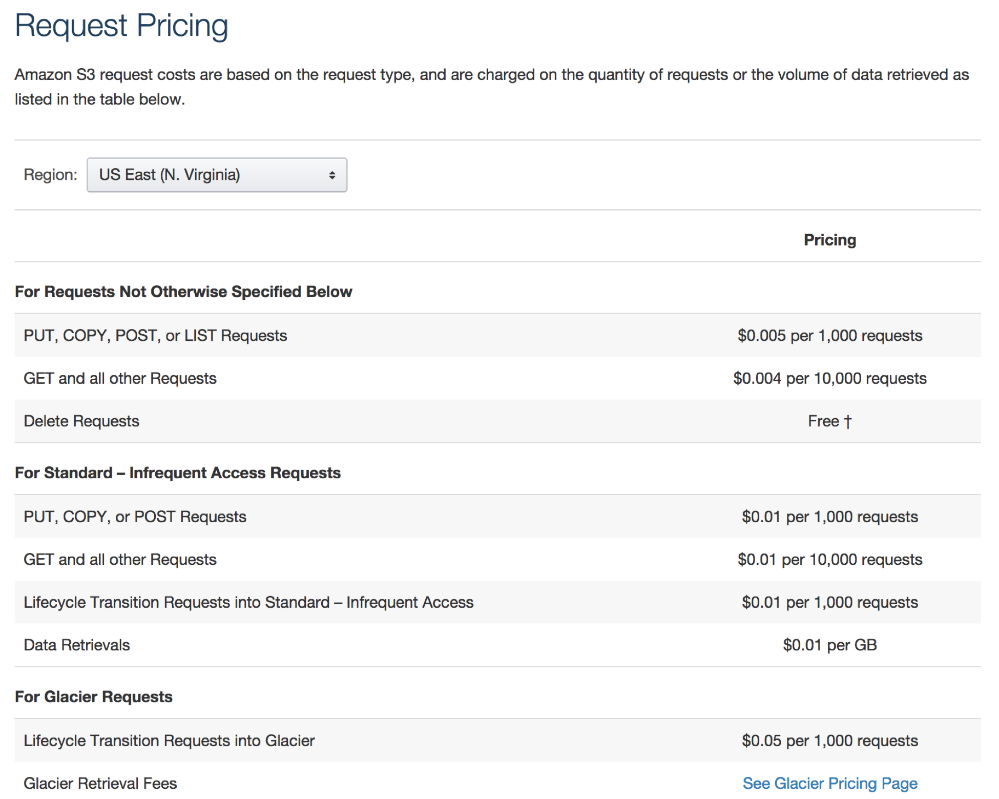 Request Pricing
Amazon S3 request costs are based on the request type, and are charged on the quantity of requests or the volume of data retrieved as
listed in the table below.
Region: US East (N. Virginia)
Pricing
For Requests Not Otherwise Specified Below
PUT, COPY, POST, or LIST Requests $0.005 per 1,000 requests
GET and all other Requests $0.004 per 10,000 requests
Delete Requests Free †
For Standard – Infrequent Access Requests
PUT, COPY, or POST Requests $0.01 per 1,000 requests
GET and all other Requests $0.01 per 10,000 requests
Lifecycle Transition Requests into Standard – Infrequent Access $0.01 per 1,000 requests
Data Retrievals $0.01 per GB
For Glacier Requests
Lifecycle Transition Requests into Glacier $0.05 per 1,000 requests
Glacier Retrieval Fees See Glacier Pricing Page